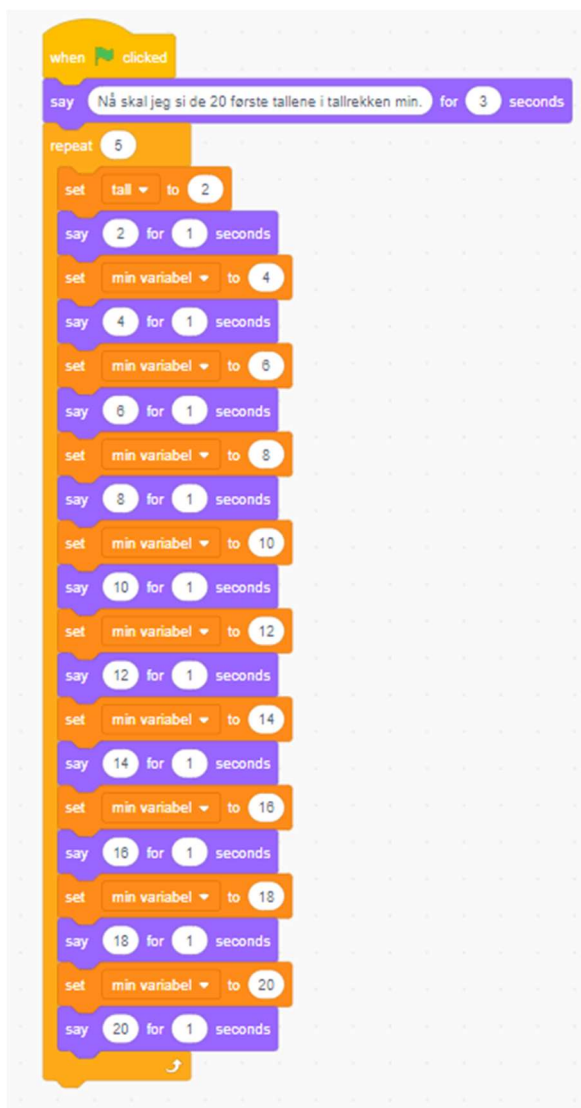 when clicked
say Nå skal jeg si de 20 første tallene i tallrekken min. for 3 seconds
repeat 5
set tall to 2
say 2 for 1 seconds
set min variabel to 4
say 4 for 1 seconds
set min variabel to 6
say 6 for 1 seconds
set min variabel to 8
say 8 for 1 seconds
set min variabel to 10
say 10 for 1 seconds
set min variabel to 12
say 12 for 1 seconds
set min variabel to 14
say 14 for 1 seconds
set min variabel to 16
say 16 for 1 seconds
set min variabel to 18
say 18 for 1 seconds
set min variabel to 20
say 20 for 1 seconds